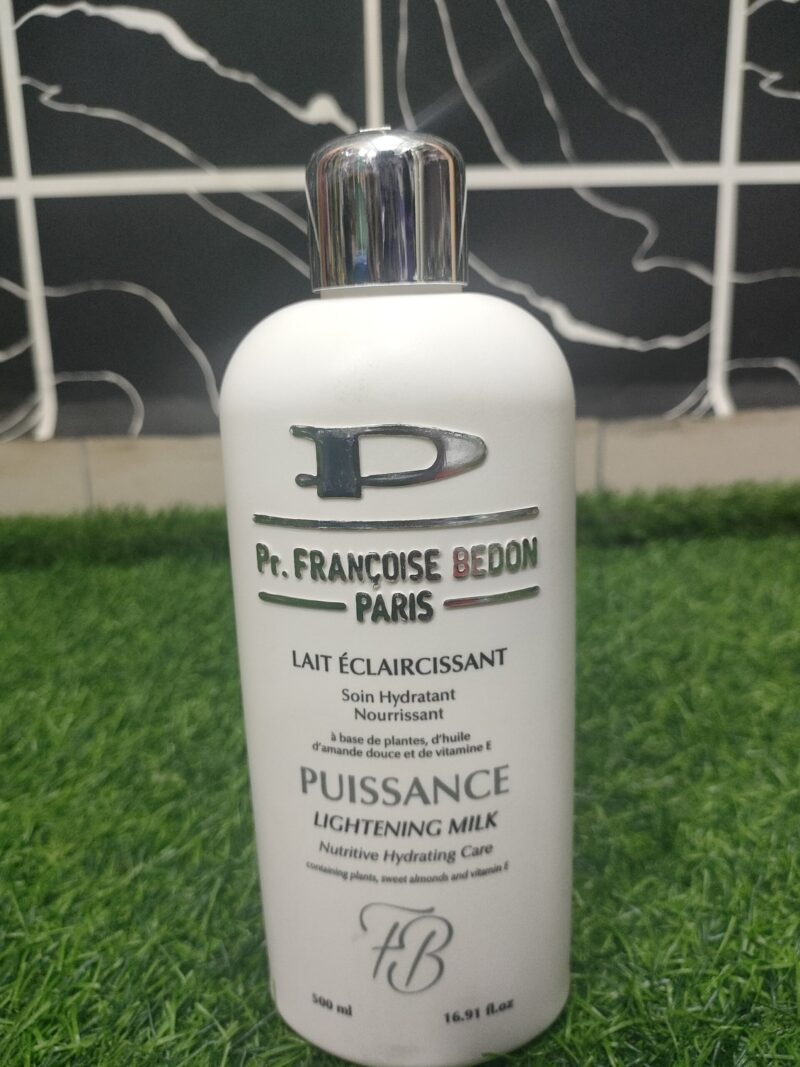 Pr. FRANÇOISE BEDON
PARIS
LAIT ÉCLAIRCISSANT
Soin Hydratant
Nourrissant
à base de plantes, d'huile
d'amande douce et de vitamine E
PUISSANCE
LIGHTENING MILK
Nutritive Hydrating Care
containing plants, sweet almonds and vitamin E
FB
500 ml 16.91 fl.oz